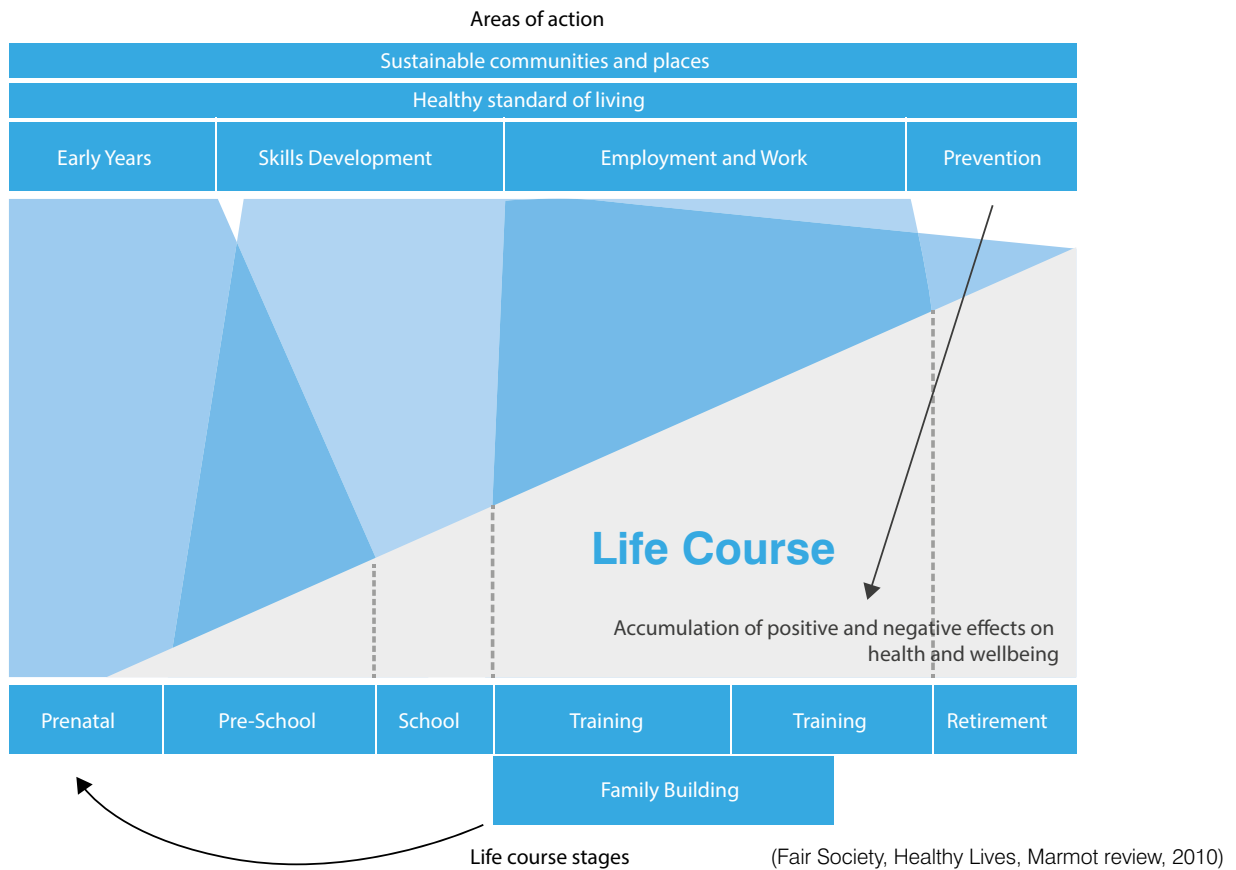 Areas of action
Sustainable communities and places
Healthy standard of living
Early Years
Skills Development
Employment and Work
Prevention
Life Course
Accumulation of positive and negative effects on
health and wellbeing
Prenatal
Pre-School
School
Training
Training
Retirement
Family Building
Life course stages
(Fair Society, Healthy Lives, Marmot review, 2010)